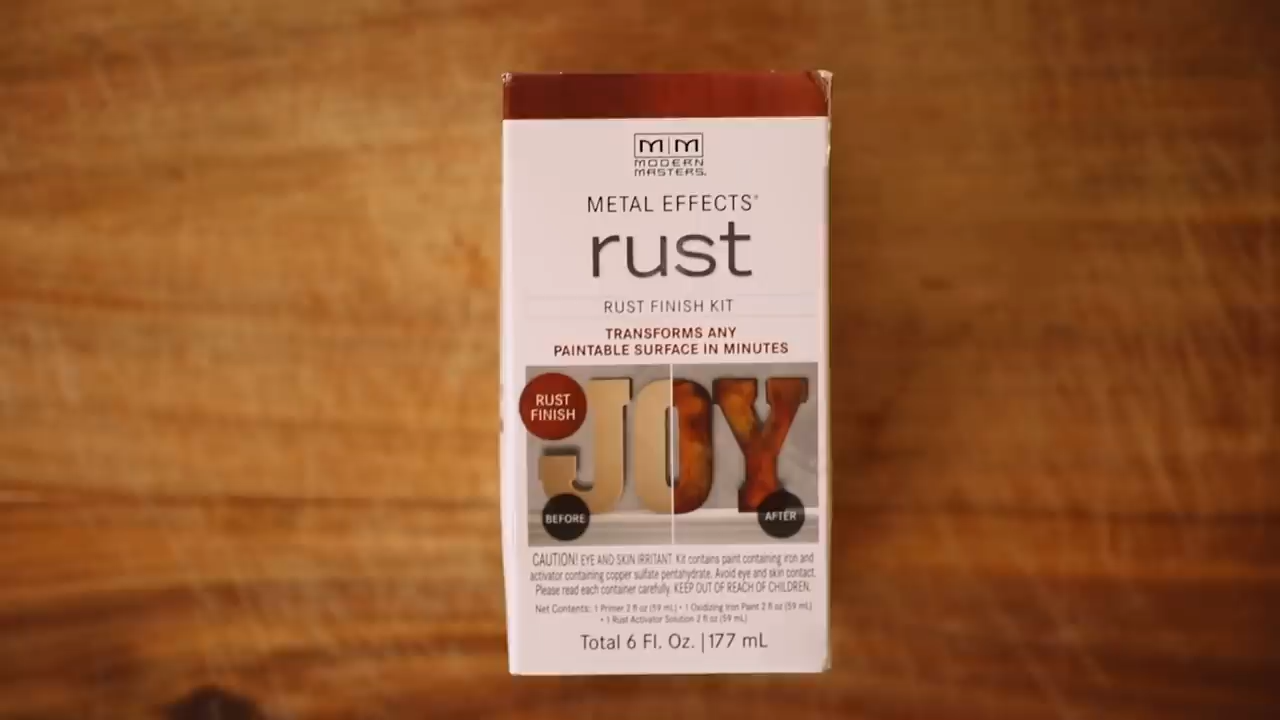 MM
MODERN
MASTERS.
METAL EFFECTS®
rust
RUST FINISH KIT
TRANSFORMS ANY
PAINTABLE SURFACE IN MINUTES
RUST
FINISH
JOY
BEFORE
AFTER
CAUTION! EYE AND SKIN IRRITANT. Kit contains paint containing iron and
activator containing copper sulfate pentahydrate. Avoid eye and skin contact.
Please read each container carefully. KEEP OUT OF REACH OF CHILDREN.
Net Contents: 1 Primer 2 fl oz (59 mL) • 1 Oxidizing Iron Paint 2 fl oz (59 mL)
• 1 Rust Activator Solution 2 fl oz (59 mL)
Total 6 Fl. Oz. | 177 mL